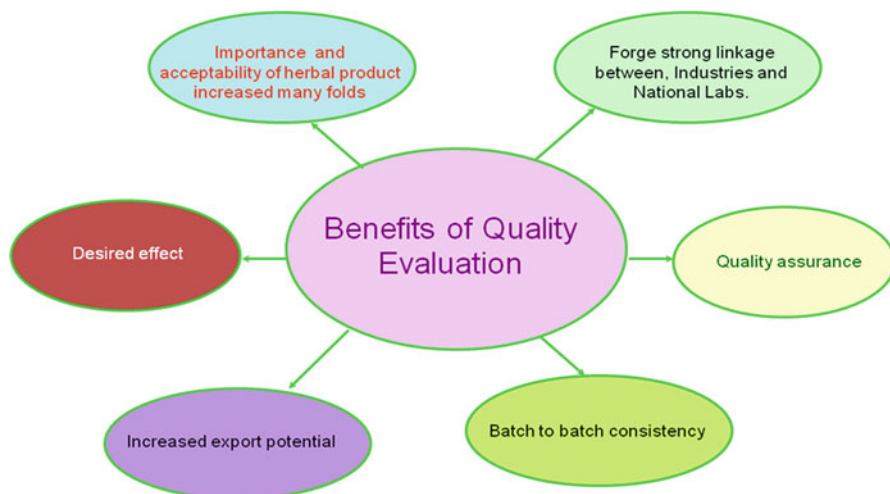 Importance and
acceptability of herbal product
increased many folds
Forge strong linkage
between, Industries and
National Labs.
Benefits of Quality
Evaluation
Desired effect
Quality assurance
Increased export potential
Batch to batch consistency